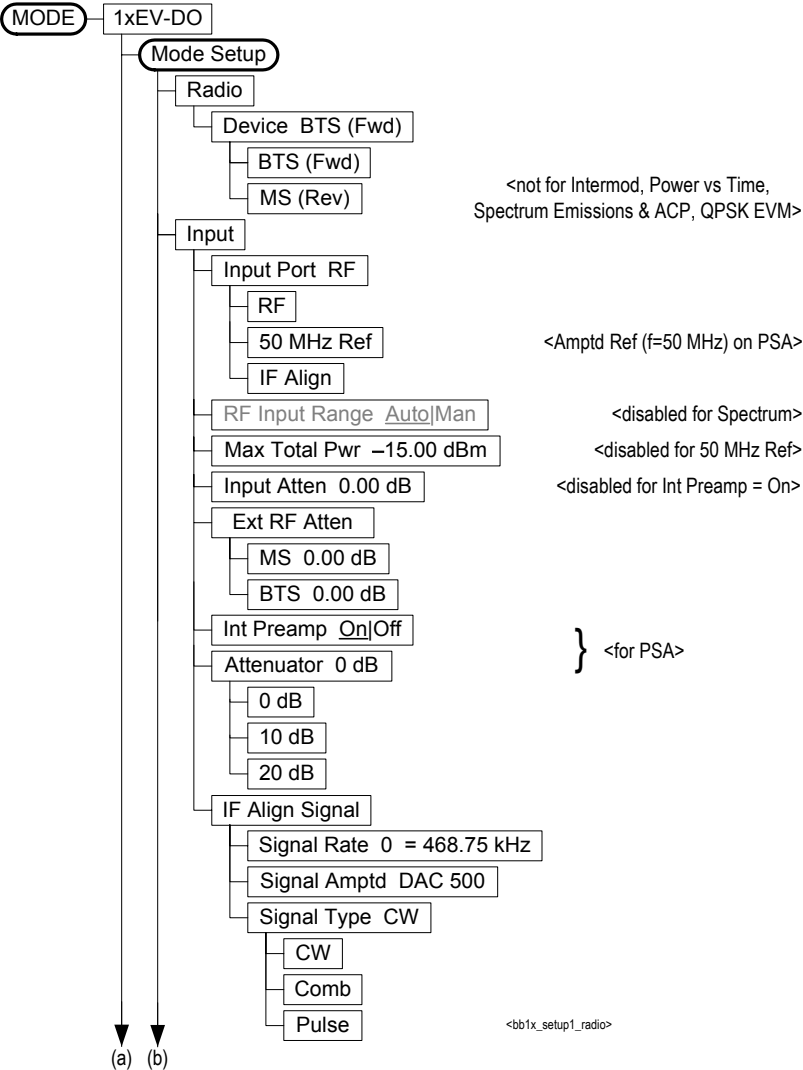 MODE 1xEV-DO
Mode Setup
Radio
Device BTS (Fwd)
BTS (Fwd)
MS (Rev)
<not for Intermod, Power vs Time,
Spectrum Emissions & ACP, QPSK EVM>
Input
Input Port RF
RF
50 MHz Ref <Amptd Ref (f=50 MHz) on PSA>
IF Align
RF Input Range Auto|Man <disabled for Spectrum>
Max Total Pwr –15.00 dBm <disabled for 50 MHz Ref>
Input Atten 0.00 dB <disabled for Int Preamp = On>
Ext RF Atten
MS 0.00 dB
BTS 0.00 dB
Int Preamp On|Off
} <for PSA>
Attenuator 0 dB
0 dB
10 dB
20 dB
IF Align Signal
Signal Rate 0 = 468.75 kHz
Signal Amptd DAC 500
Signal Type CW
CW
Comb
Pulse <bb1x_setup1_radio>
(a) (b)